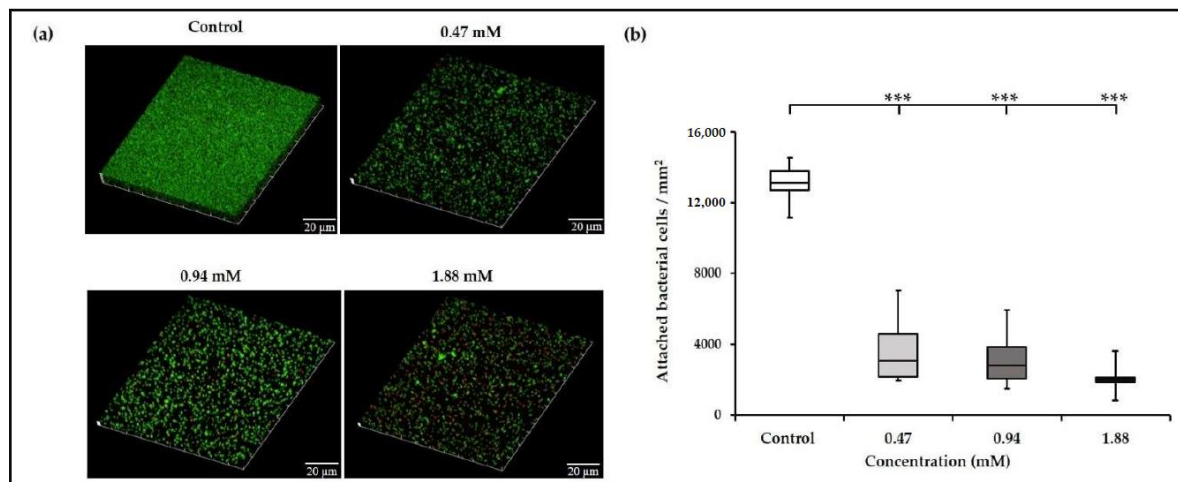 (a)
Control
0.47 mM
20 μm
20 μm
0.94 mM
1.88 mM
20 μm
20 μm
(b)
*** *** ***
16,000
12,000
8000
4000
0
Attached bacterial cells / mm²
Control 0.47 0.94 1.88
Concentration (mM)